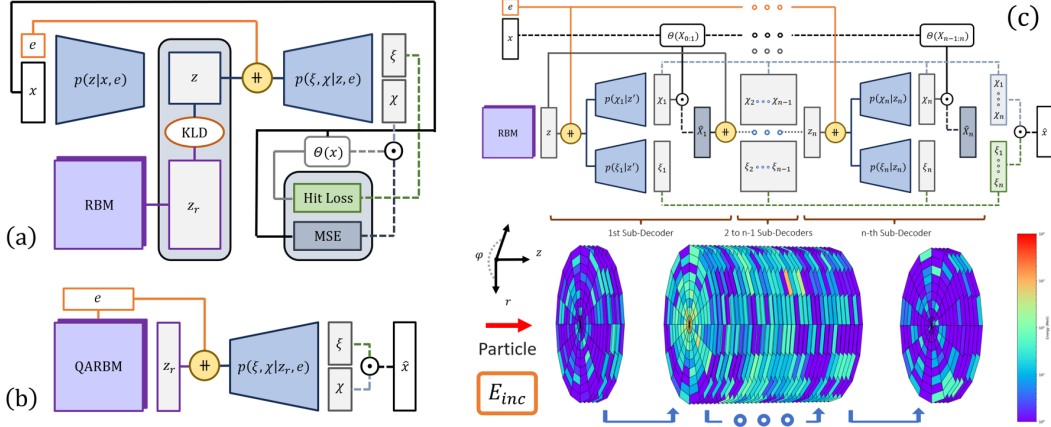 (a)
e
x
p(z|x, e)
z
KLD
z_r
RBM
⧺
p(ξ, χ|z, e)
ξ
χ
Θ(x)
Hit Loss
MSE
(b)
e
QARBM
z_r
⧺
p(ξ, χ|z_r, e)
ξ
χ
x̂
(c)
e
x
Θ(X_{0:1})
Θ(X_{n−1:n})
RBM
z
⧺
p(χ_1|z′)
p(ξ_1|z′)
χ_1
ξ_1
X̂_1
⧺
χ_2 ∘∘∘ χ_{n−1}
ξ_2 ∘∘∘ ξ_{n−1}
z_n
⧺
p(χ_n|z_n)
p(ξ_n|z_n)
χ_n
ξ_n
X̂_n
χ_1
χ_n
ξ_1
ξ_n
x̂
1st Sub-Decoder
2 to n-1 Sub-Decoders
n-th Sub-Decoder
φ
z
r
Particle
E_inc
Energy (MeV)